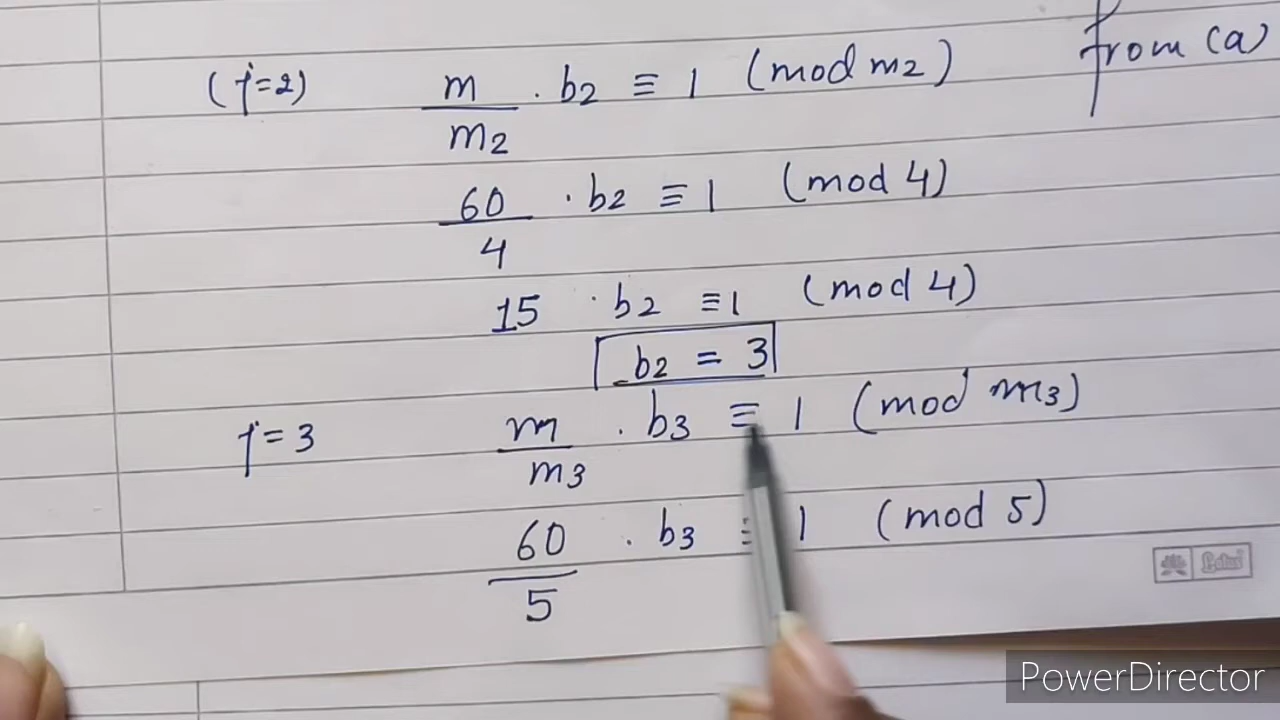 (j=2) m/m2 . b2 ≡ 1 (mod m2) from (a)
60/4 . b2 ≡ 1 (mod 4)
15 . b2 ≡ 1 (mod 4)
b2 = 3
j=3 m/m3 . b3 ≡ 1 (mod m3)
60/5 . b3 ≡ 1 (mod 5)
Lotus
PowerDirector